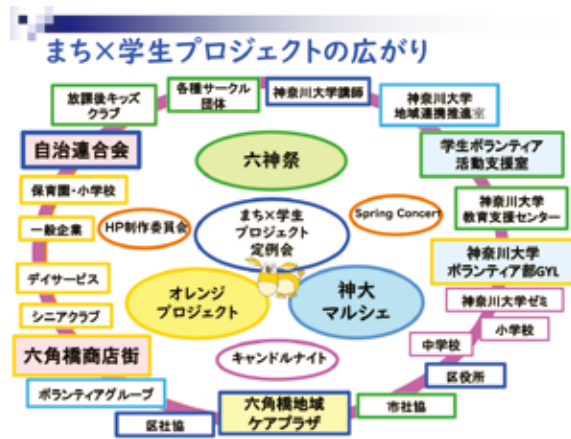 まち×学生プロジェクトの広がり
放課後キッズ
クラブ
各種サークル
団体
神奈川大学講師
神奈川大学
地域連携推進室
自治連合会
六神祭
学生ボランティア
活動支援室
保育園・小学校
一般企業
HP制作委員会
まち×学生
プロジェクト
定例会
Spring Concert
神奈川大学
教育支援センター
デイサービス
オレンジ
プロジェクト
神大
マルシェ
神奈川大学
ボランティア部GYL
シニアクラブ
神奈川大学ゼミ
小学校
六角橋商店街
キャンドルナイト
中学校
ボランティアグループ
区役所
区社協
六角橋地域
ケアプラザ
市社協